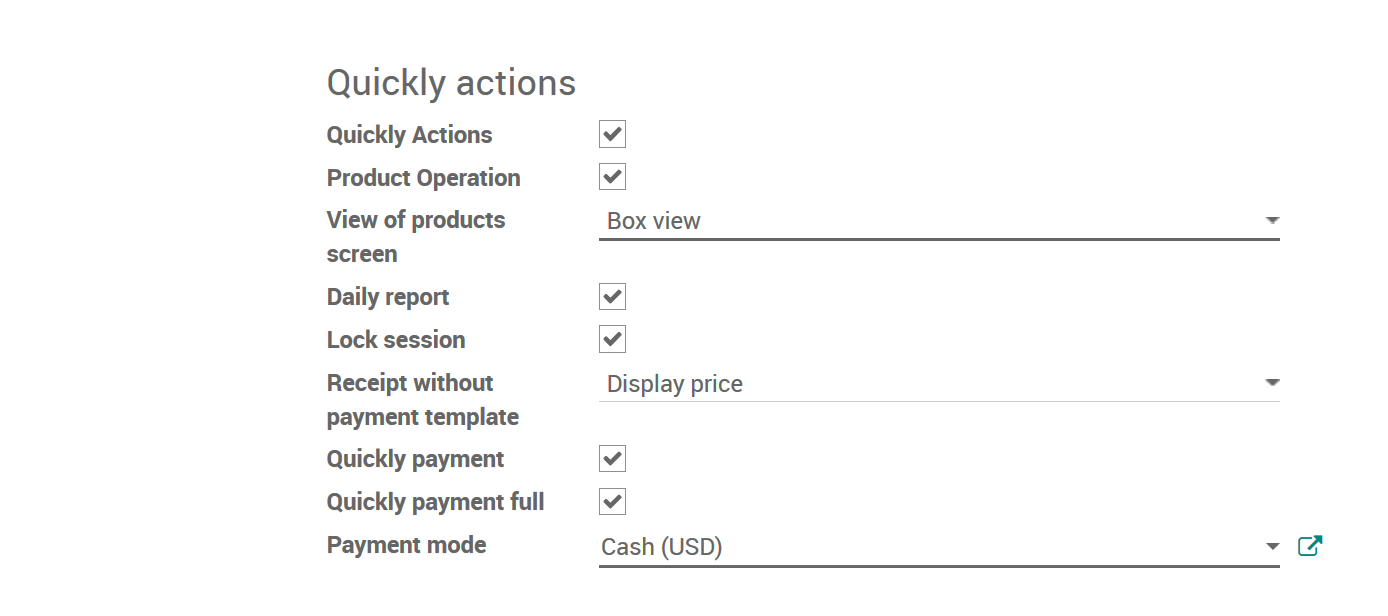 Quickly actions
Quickly Actions
Product Operation
View of products
screen
Box view
Daily report
Lock session
Receipt without
payment template
Display price
Quickly payment
Quickly payment full
Payment mode
Cash (USD)